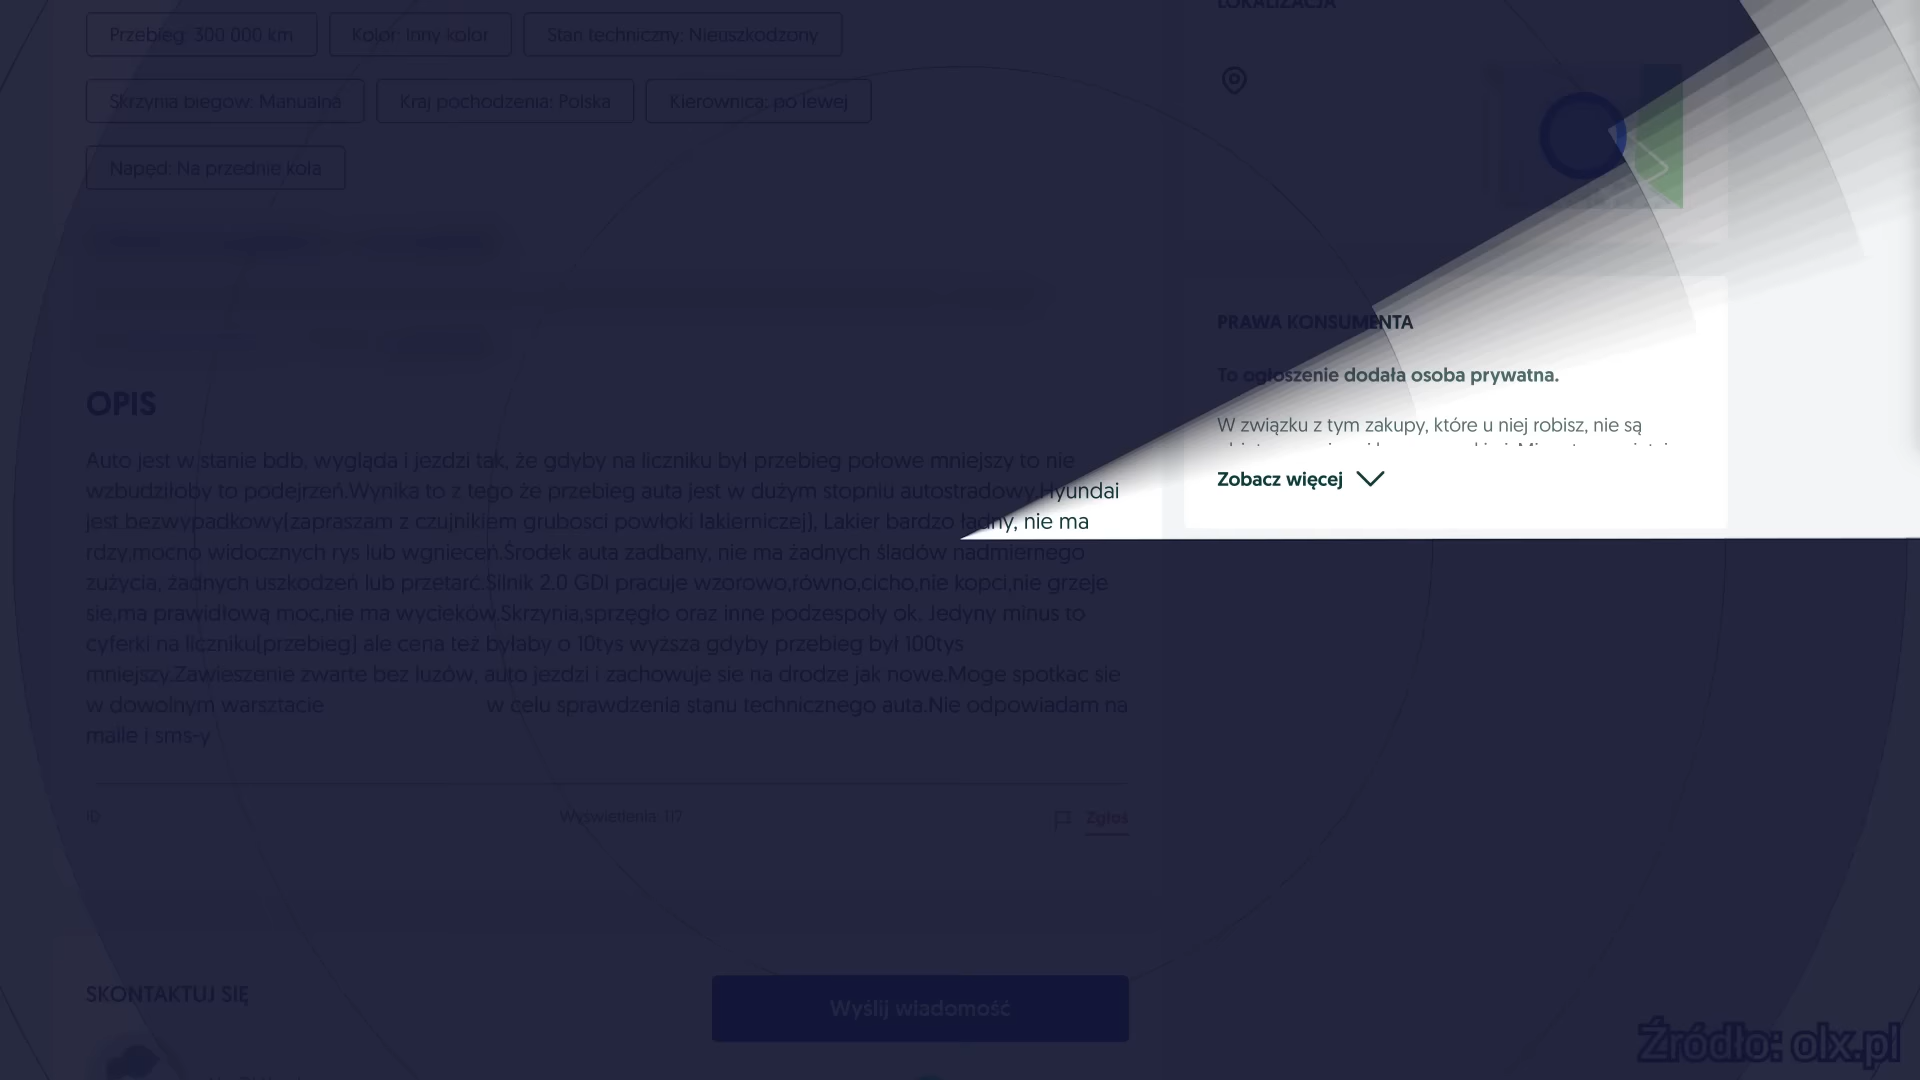 LOKALIZACJA
Przebieg: 300 000 km
Kolor: Inny kolor
Stan techniczny: Nieuszkodzony
Skrzynia biegów: Manualna
Kraj pochodzenia: Polska
Kierownica: po lewej
Napęd: Na przednie koła
OPIS
Auto jest w stanie bdb, wygląda i jezdzi tak, że gdyby na liczniku był przebieg połowe mniejszy to nie
wzbudziłoby to podejrzeń.Wynika to z tego że przebieg auta jest w dużym stopniu autostradowy.Hyundai
jest bezwypadkowy(zapraszam z czujnikiem grubosci powłoki lakierniczej), Lakier bardzo ładny, nie ma
rdzy,mocno widocznych rys lub wgnieceń.Środek auta zadbany, nie ma żadnych śladów nadmiernego
zużycia, żadnych uszkodzeń lub przetarć.Silnik 2.0 GDI pracuje wzorowo,równo,cicho,nie kopci,nie grzeje
sie,ma prawidłową moc,nie ma wycieków.Skrzynia,sprzęgło oraz inne podzespoły ok. Jedyny minus to
cyferki na liczniku(przebieg) ale cena też byłaby o 10tys wyższa gdyby przebieg był 100tys
mniejszy.Zawieszenie zwarte bez luzów, auto jezdzi i zachowuje sie na drodze jak nowe.Moge spotkac sie
w dowolnym warsztacie w celu sprawdzenia stanu technicznego auta.Nie odpowiadam na
maile i sms-y
ID
Wyświetlenia: 117
Zgłoś
SKONTAKTUJ SIĘ
Wyślij wiadomość
PRAWA KONSUMENTA
To ogłoszenie dodała osoba prywatna.
W związku z tym zakupy, które u niej robisz, nie są
Zobacz więcej
Źródło: olx.pl